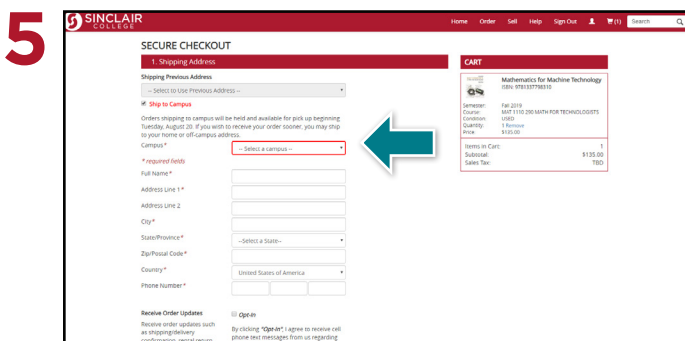 5
SINCLAIR
COLLEGE
Home Order Sell Help Sign Out (1) Search
SECURE CHECKOUT
1. Shipping Address
Shipping Previous Address
-- Select to Use Previous Address --
Ship to Campus
Orders shipping to campus will be held and available for pick up beginning
Tuesday, August 20. If you wish to receive your order sooner, you may ship
to your home or off-campus address.
Campus* -- Select a campus --
* required fields
Full Name*
Address Line 1*
Address Line 2
City*
State/Province* --Select a State--
Zip/Postal Code*
Country* United States of America
Phone Number*
Receive Order Updates Opt-In
Receive order updates such
as shipping/delivery
confirmation, rental return
By clicking "Opt-In", I agree to receive cell
phone text messages from us regarding
CART
Mathematics for Machine Technology
ISBN: 9781337798310
Semester: Fall 2019
Course: MAT 1110 290 MATH FOR TECHNOLOGISTS
Condition: USED
Quantity: 1 Remove
Price $135.00
Items in Cart: 1
Subtotal: $135.00
Sales Tax: TBD